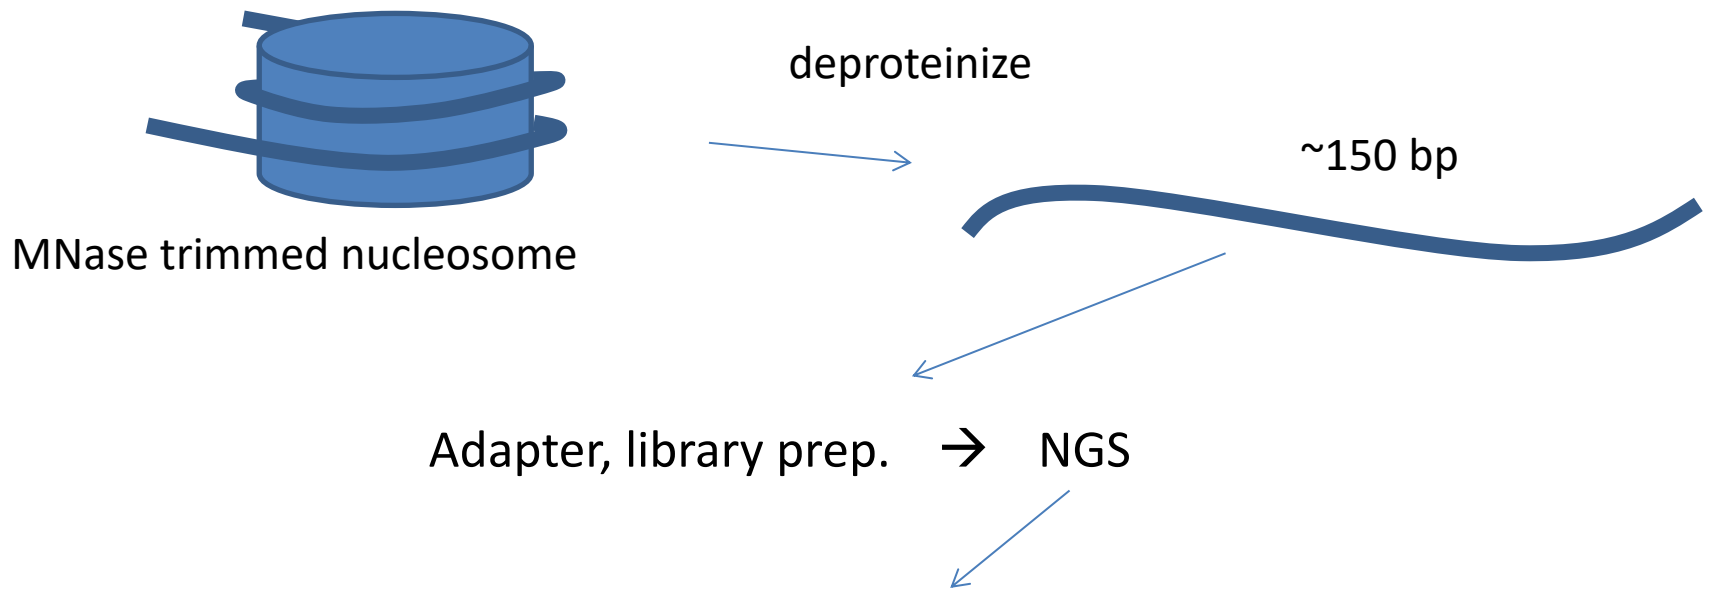 deproteinize
~150 bp
MNase trimmed nucleosome
Adapter, library prep. → NGS